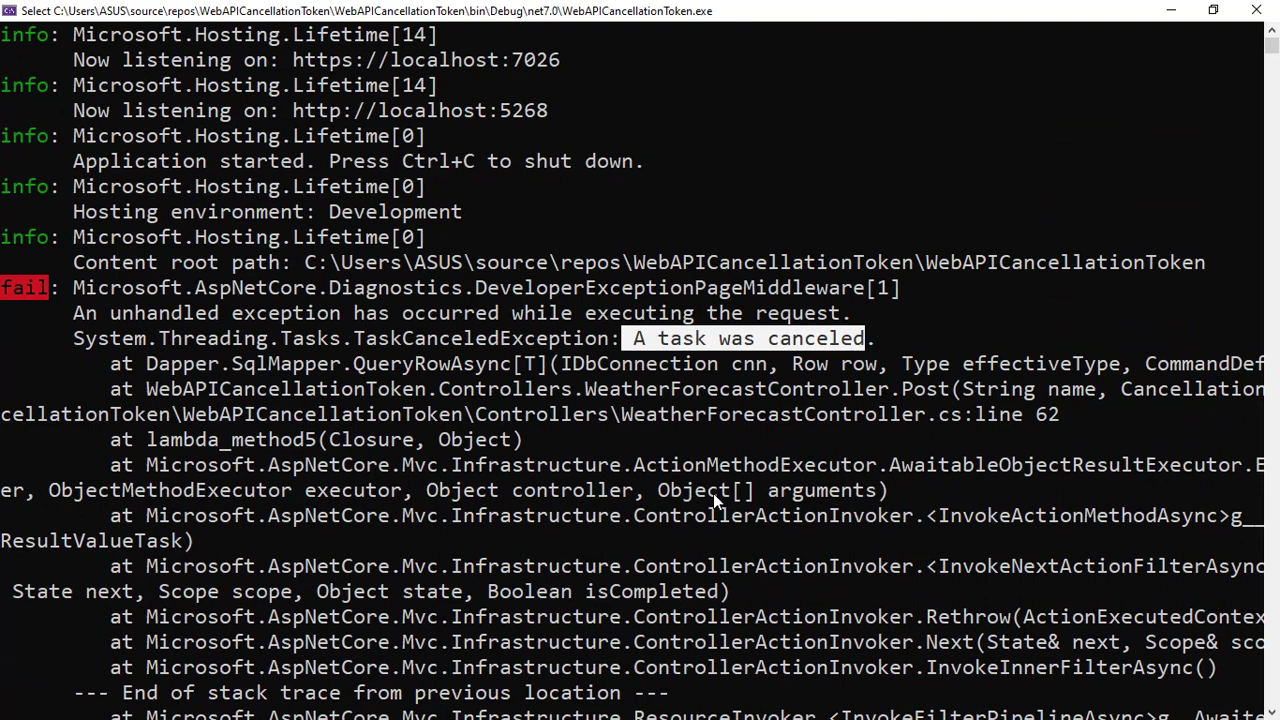 Select C:\Users\ASUS\source\repos\WebAPICancellationToken\WebAPICancellationToken\bin\Debug\net7.0\WebAPICancellationToken.exe
info: Microsoft.Hosting.Lifetime[14]
Now listening on: https://localhost:7026
info: Microsoft.Hosting.Lifetime[14]
Now listening on: http://localhost:5268
info: Microsoft.Hosting.Lifetime[0]
Application started. Press Ctrl+C to shut down.
info: Microsoft.Hosting.Lifetime[0]
Hosting environment: Development
info: Microsoft.Hosting.Lifetime[0]
Content root path: C:\Users\ASUS\source\repos\WebAPICancellationToken\WebAPICancellationToken
fail: Microsoft.AspNetCore.Diagnostics.DeveloperExceptionPageMiddleware[1]
An unhandled exception has occurred while executing the request.
System.Threading.Tasks.TaskCanceledException: A task was canceled.
at Dapper.SqlMapper.QueryRowAsync[T](IDbConnection cnn, Row row, Type effectiveType, CommandDef
at WebAPICancellationToken.Controllers.WeatherForecastController.Post(String name, Cancellation
cellationToken\WebAPICancellationToken\Controllers\WeatherForecastController.cs:line 62
at lambda_method5(Closure, Object)
at Microsoft.AspNetCore.Mvc.Infrastructure.ActionMethodExecutor.AwaitableObjectResultExecutor.E
er, ObjectMethodExecutor executor, Object controller, Object[] arguments)
at Microsoft.AspNetCore.Mvc.Infrastructure.ControllerActionInvoker.<InvokeActionMethodAsync>g__
ResultValueTask)
at Microsoft.AspNetCore.Mvc.Infrastructure.ControllerActionInvoker.<InvokeNextActionFilterAsync
State next, Scope scope, Object state, Boolean isCompleted)
at Microsoft.AspNetCore.Mvc.Infrastructure.ControllerActionInvoker.Rethrow(ActionExecutedContex
at Microsoft.AspNetCore.Mvc.Infrastructure.ControllerActionInvoker.Next(State& next, Scope& sco
at Microsoft.AspNetCore.Mvc.Infrastructure.ControllerActionInvoker.InvokeInnerFilterAsync()
--- End of stack trace from previous location ---
at Microsoft.AspNetCore.Mvc.Infrastructure.ResourceInvoker.<InvokeFilterPipelineAsync>g__Awaite